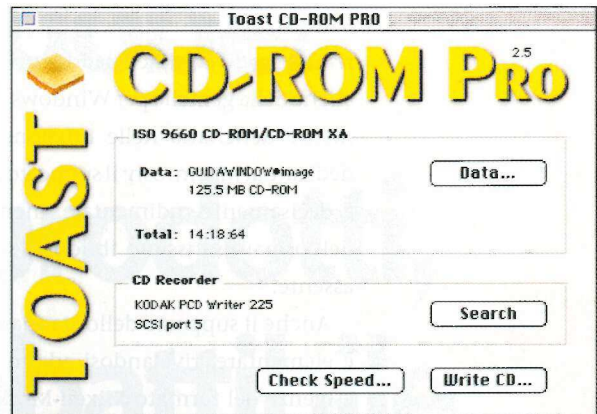 Toast CD-ROM PRO
CD-ROM PRO
2.5
TOAST
ISO 9660 CD-ROM/CD-ROM XA
Data: GUIDAWINDOW●image
125.5 MB CD-ROM
Data...
Total: 14:18:64
CD Recorder
KODAK PCD Writer 225
SCSI port 5
Search
Check Speed...
Write CD...